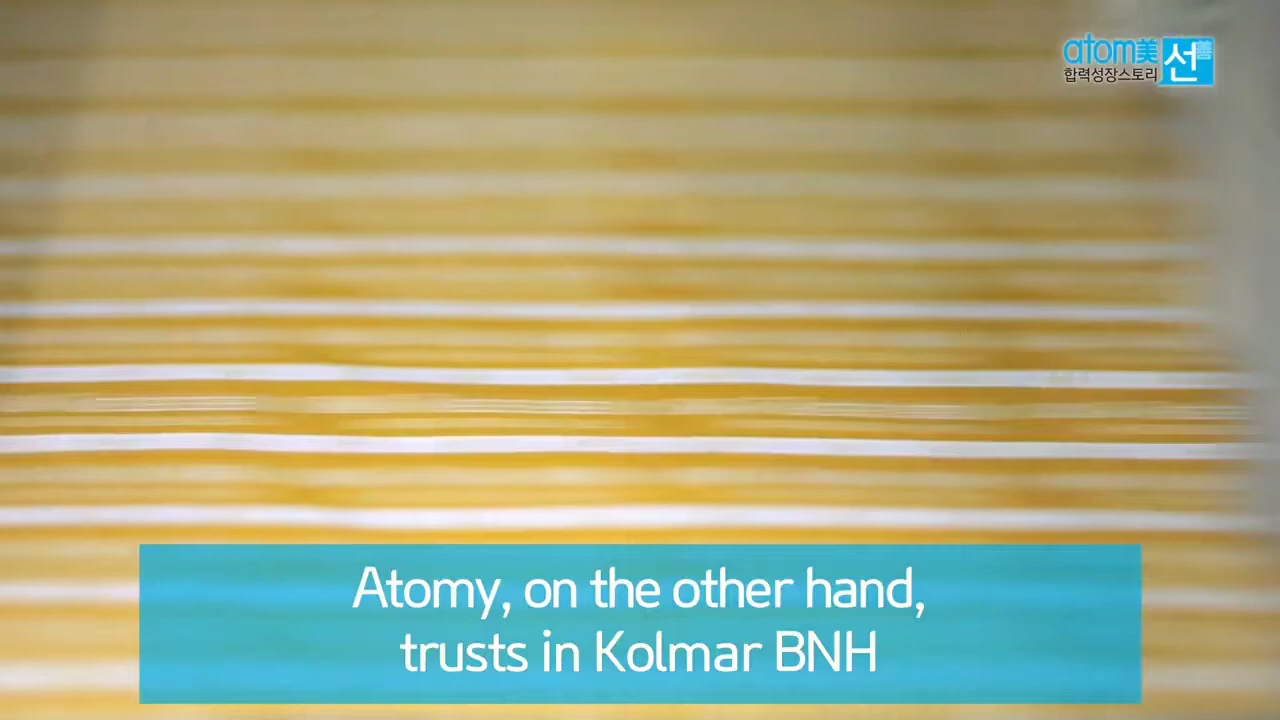 atom美
합력성장스토리
선善
Atomy, on the other hand,
trusts in Kolmar BNH